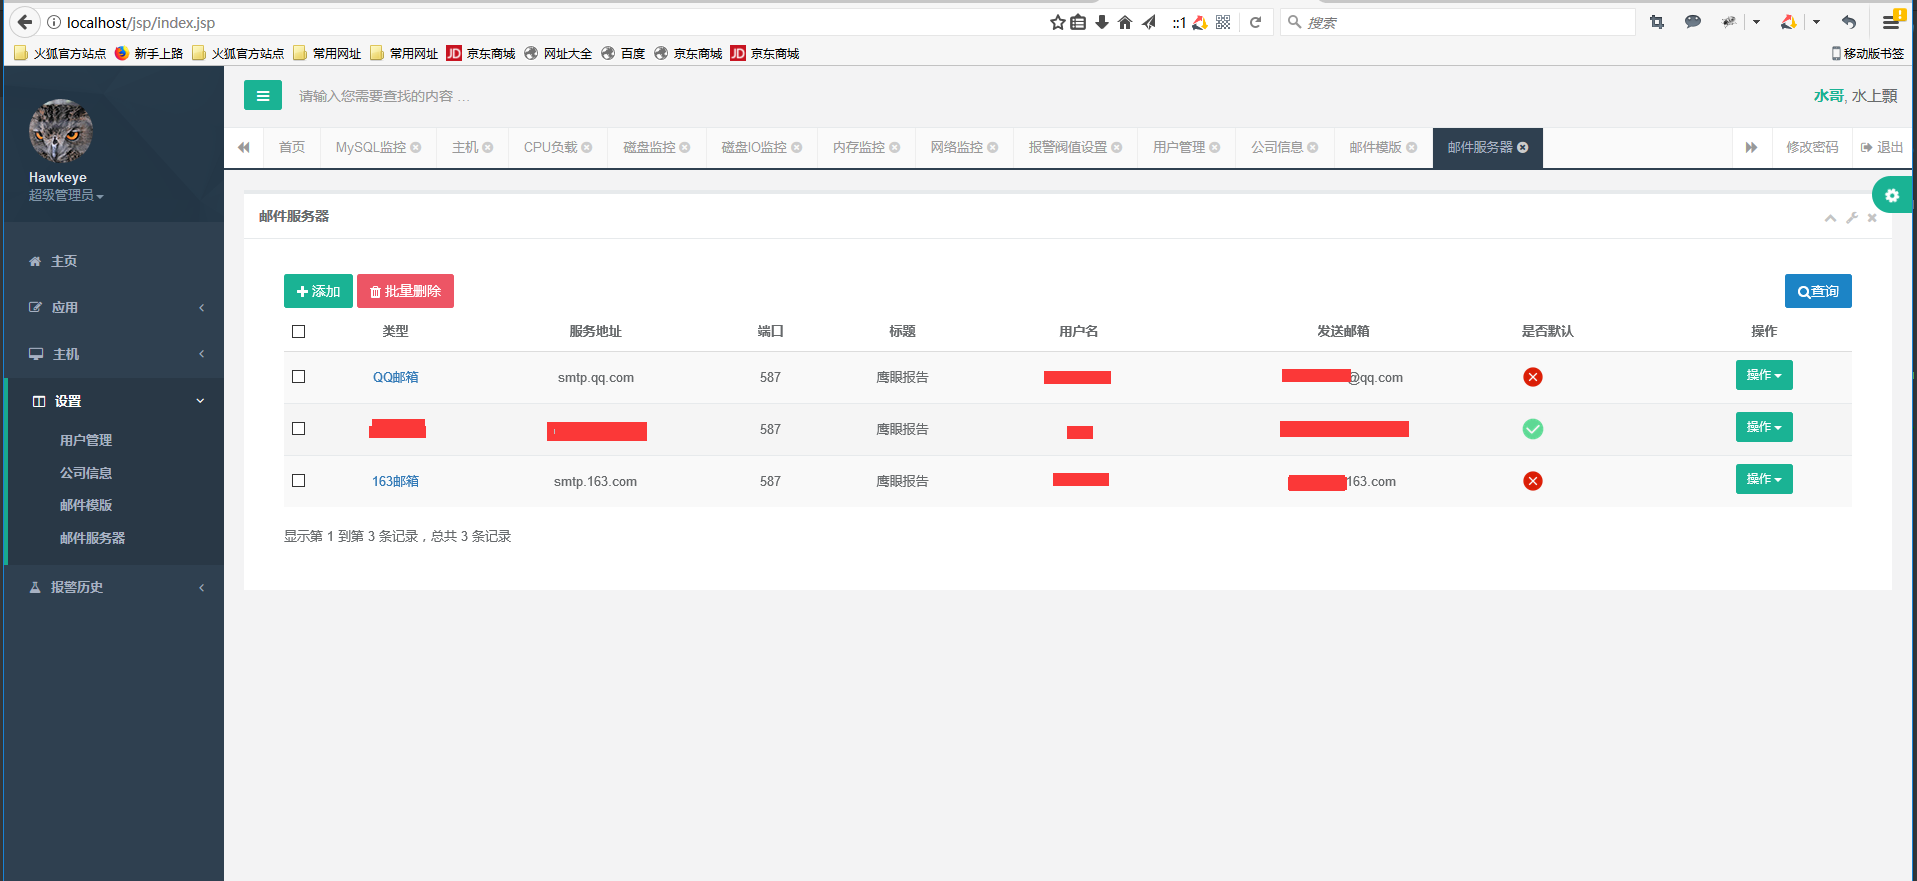 localhost/jsp/index.jsp
::1
搜索
火狐官方站点 新手上路 火狐官方站点 常用网址 常用网址 JD 京东商城 网址大全 百度 京东商城 JD 京东商城 移动版书签
请输入您需要查找的内容 …
水哥, 水上顥
Hawkeye
超级管理员
首页 MySQL监控 主机 CPU负载 磁盘监控 磁盘IO监控 内存监控 网络监控 报警阀值设置 用户管理 公司信息 邮件模版 邮件服务器 修改密码 退出
主页
应用
主机
设置
用户管理
公司信息
邮件模版
邮件服务器
报警历史
邮件服务器
添加 批量删除 查询
类型 服务地址 端口 标题 用户名 发送邮箱 是否默认 操作
QQ邮箱 smtp.qq.com 587 鹰眼报告 @qq.com 操作
587 鹰眼报告 操作
163邮箱 smtp.163.com 587 鹰眼报告 163.com 操作
显示第 1 到第 3 条记录，总共 3 条记录